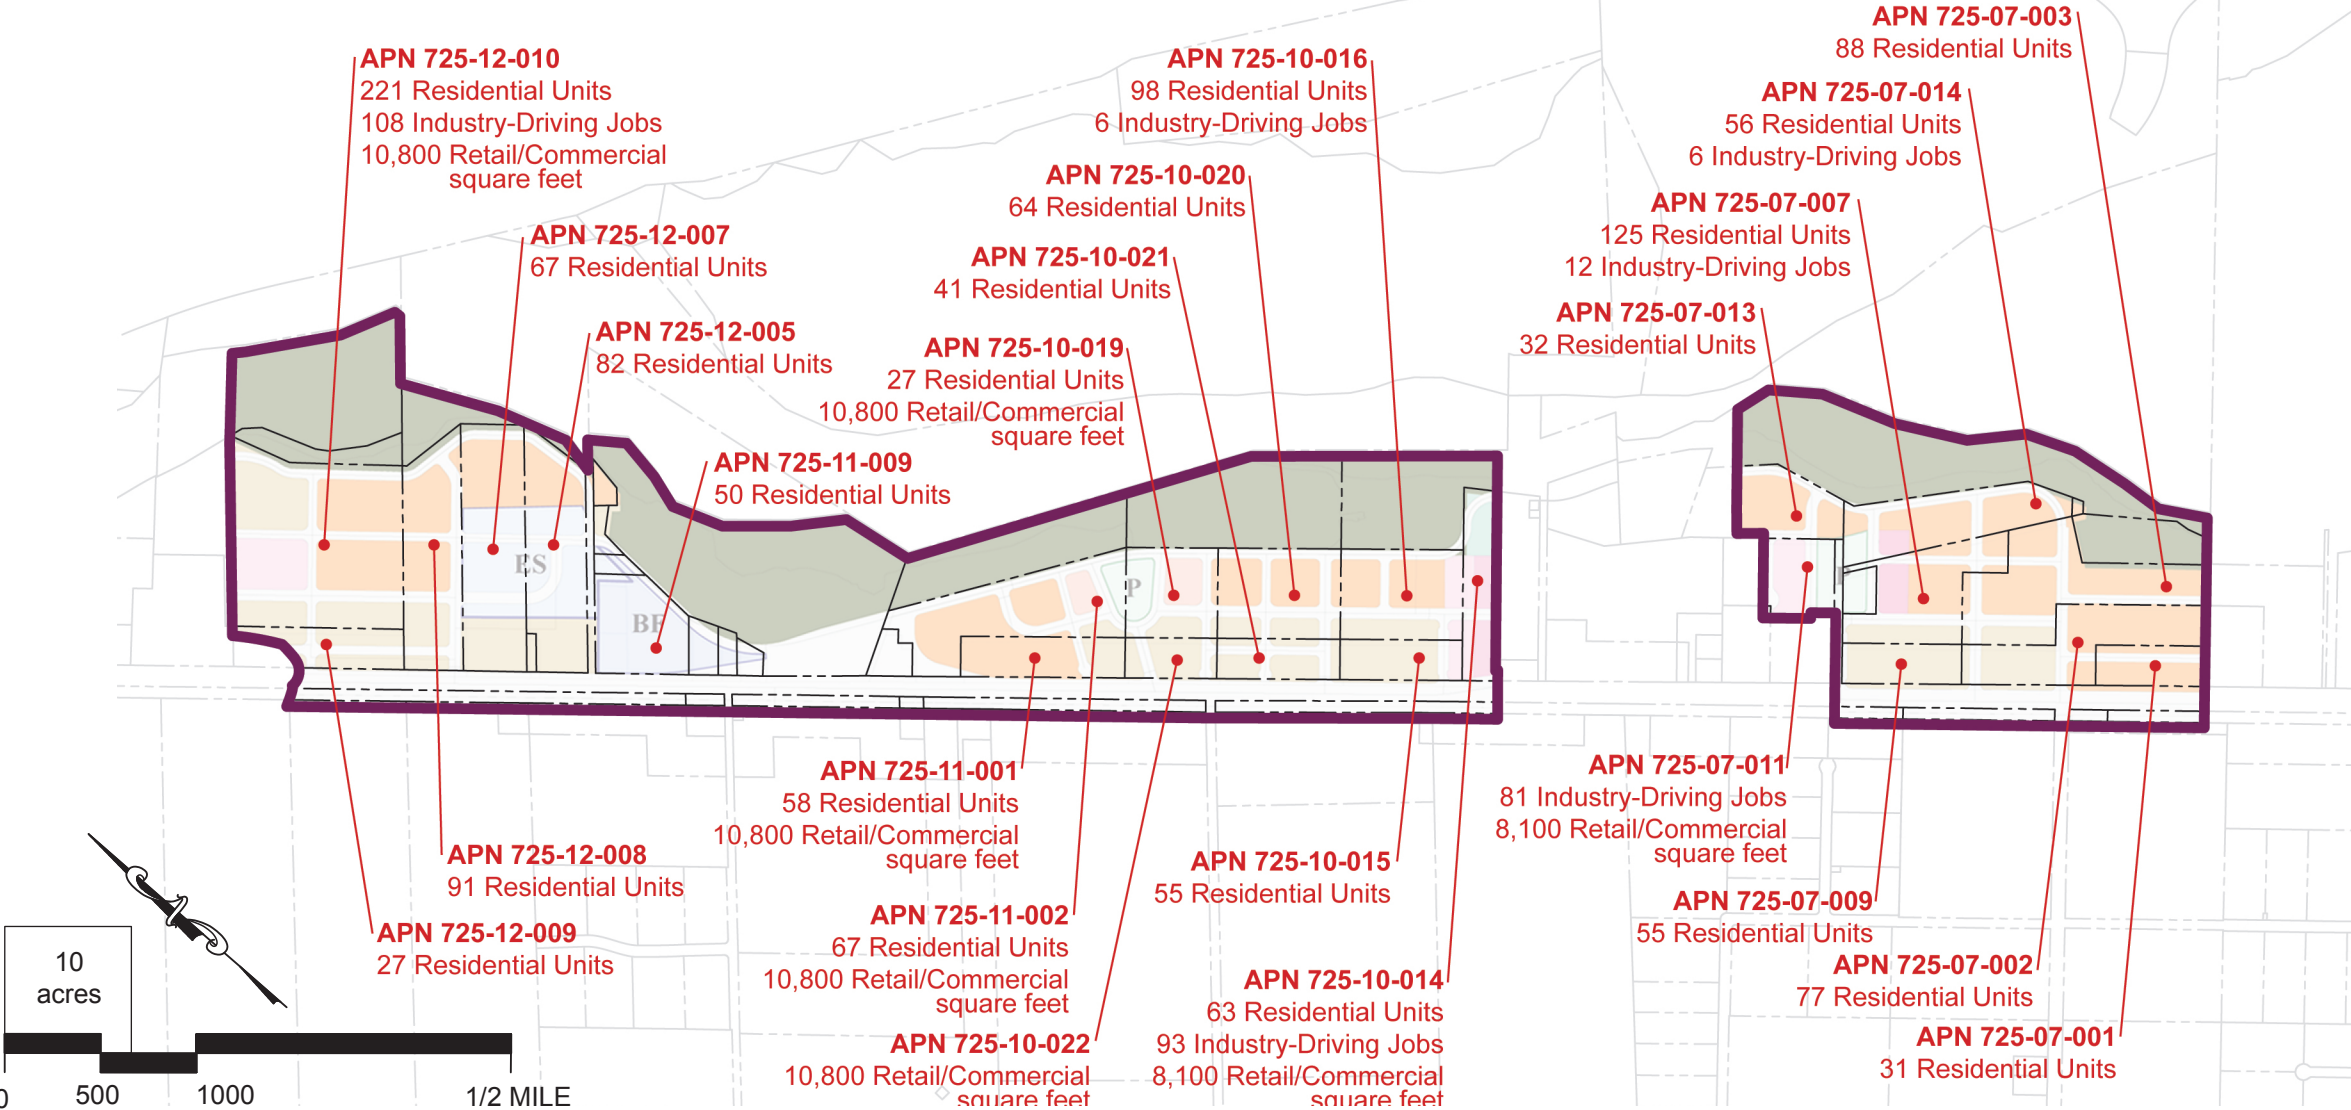 APN 725-12-010
221 Residential Units
108 Industry-Driving Jobs
10,800 Retail/Commercial
square feet
APN 725-12-007
67 Residential Units
APN 725-12-005
82 Residential Units
APN 725-11-009
50 Residential Units
APN 725-10-016
98 Residential Units
6 Industry-Driving Jobs
APN 725-10-020
64 Residential Units
APN 725-10-021
41 Residential Units
APN 725-10-019
27 Residential Units
10,800 Retail/Commercial
square feet
APN 725-07-003
88 Residential Units
APN 725-07-014
56 Residential Units
6 Industry-Driving Jobs
APN 725-07-007
125 Residential Units
12 Industry-Driving Jobs
APN 725-07-013
32 Residential Units
ES
BF
P
P
APN 725-12-008
91 Residential Units
APN 725-12-009
27 Residential Units
APN 725-11-001
58 Residential Units
10,800 Retail/Commercial
square feet
APN 725-11-002
67 Residential Units
10,800 Retail/Commercial
square feet
APN 725-10-022
10,800 Retail/Commercial
square feet
APN 725-10-015
55 Residential Units
APN 725-10-014
63 Residential Units
93 Industry-Driving Jobs
8,100 Retail/Commercial
square feet
APN 725-07-011
81 Industry-Driving Jobs
8,100 Retail/Commercial
square feet
APN 725-07-009
55 Residential Units
APN 725-07-002
77 Residential Units
APN 725-07-001
31 Residential Units
10
acres
0 500 1000 1/2 MILE